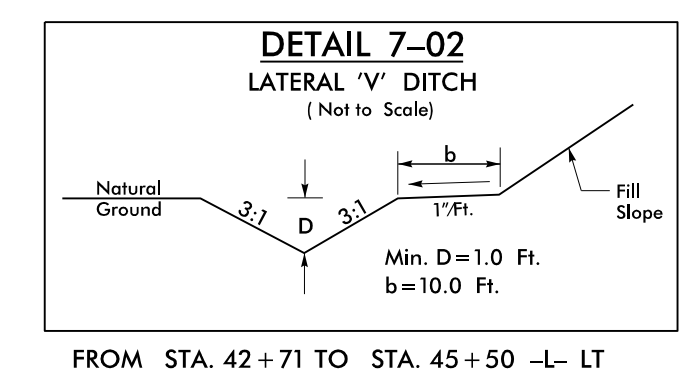 DETAIL 7–02
LATERAL 'V' DITCH
( Not to Scale)
b
Natural
Ground
3:1
D
3:1
1"/Ft.
Fill
Slope
Min. D=1.0 Ft.
b=10.0 Ft.
FROM STA. 42+71 TO STA. 45+50 –L– LT